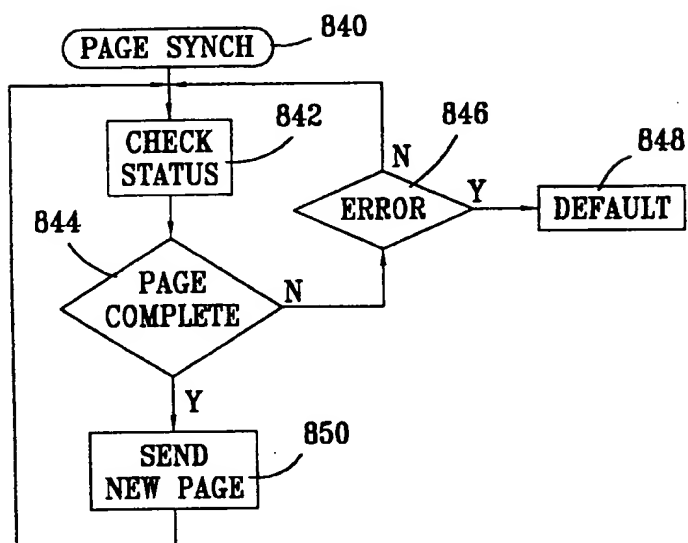 PAGE SYNCH
840
CHECK
STATUS
842
846
N
ERROR
Y
848
DEFAULT
844
PAGE
COMPLETE
N
Y
SEND
NEW PAGE
850